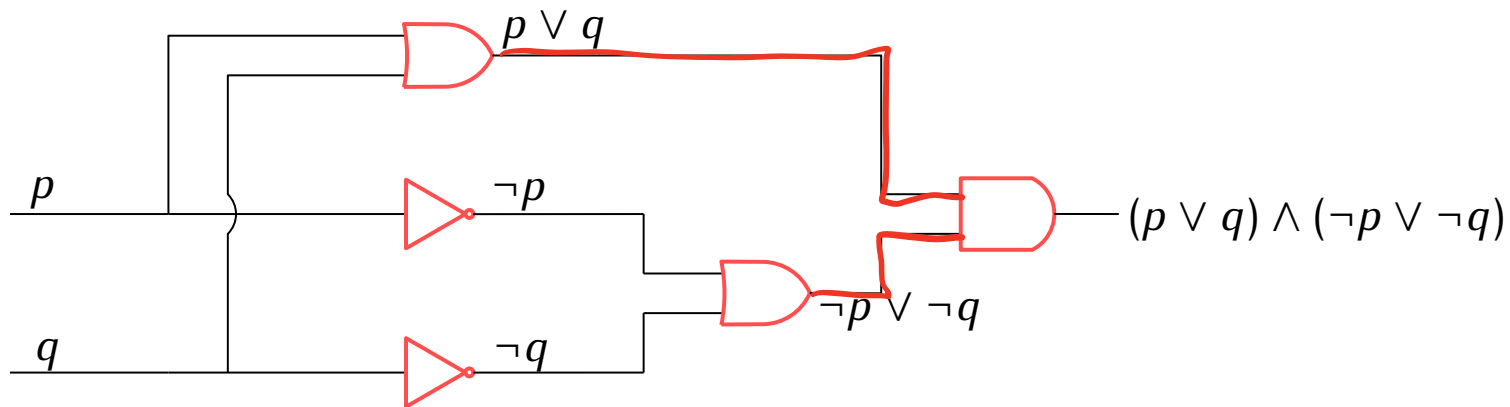 p ∨ q
p
¬p
(p ∨ q) ∧ (¬p ∨ ¬q)
¬p ∨ ¬q
q
¬q